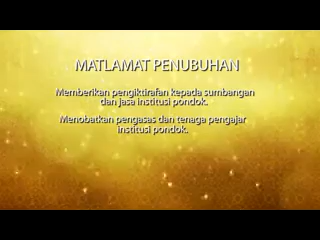 MATLAMAT PENUBUHAN
Memberikan pengiktirafan kepada sumbangan
dan jasa institusi pondok.
Menobatkan pengasas dan tenaga pengajar
institusi pondok.